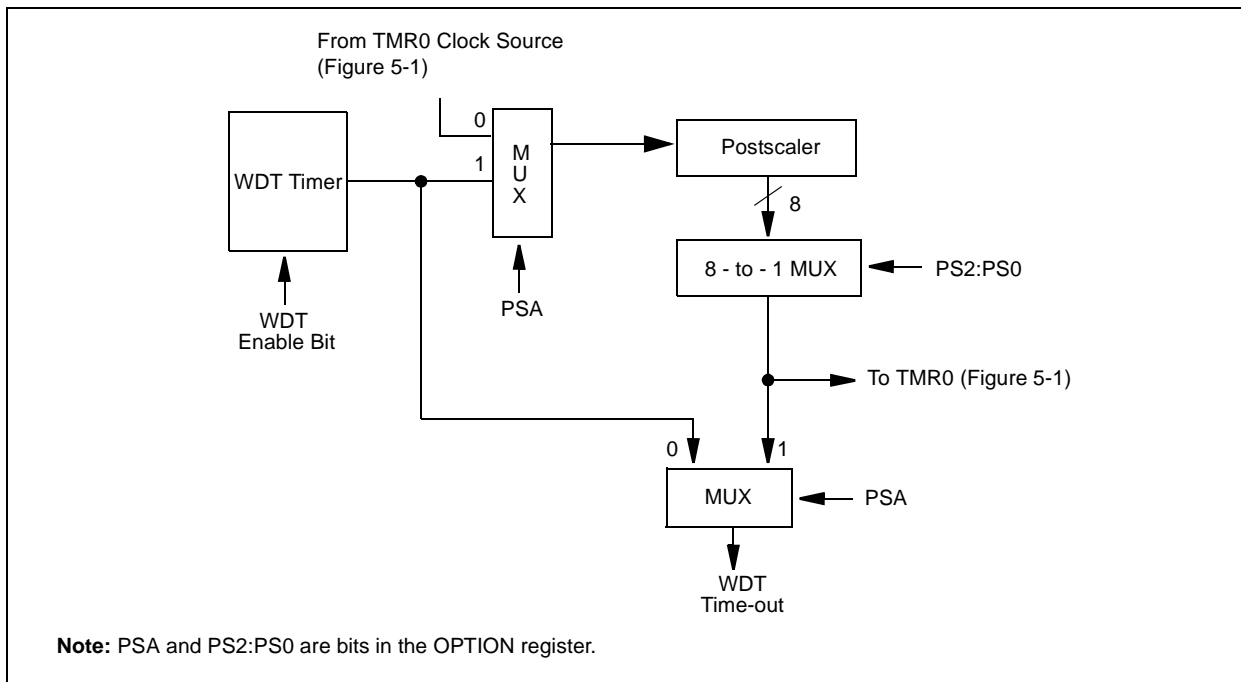 From TMR0 Clock Source
(Figure 5-1)
0
1
M
U
X
WDT Timer
Postscaler
8
8 - to - 1 MUX
PS2:PS0
PSA
WDT
Enable Bit
To TMR0 (Figure 5-1)
0
1
MUX
PSA
WDT
Time-out
Note: PSA and PS2:PS0 are bits in the OPTION register.